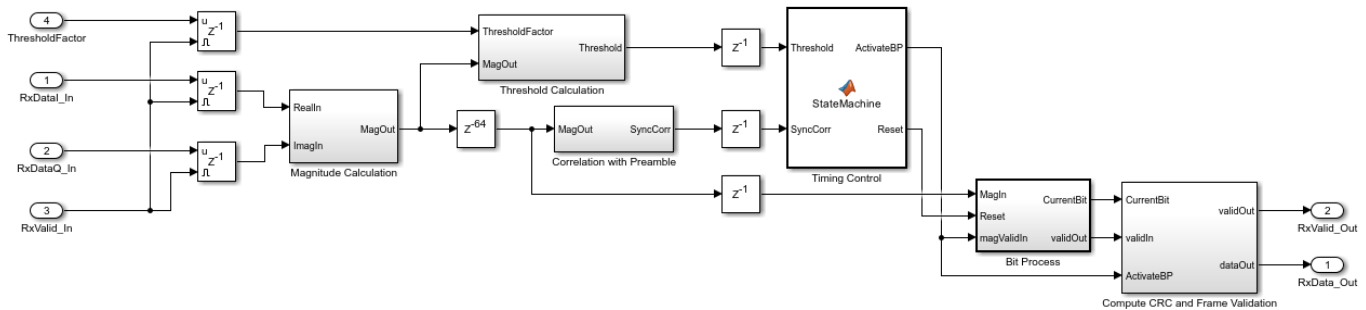 4
ThresholdFactor
u
Z-1
ThresholdFactor
MagOut
Threshold
Threshold Calculation
Z-1
Threshold
ActivateBP
StateMachine
SyncCorr
Reset
Timing Control
1
RxDataI_In
u
Z-1
RealIn
ImagIn
MagOut
Magnitude Calculation
Z-64
MagOut
SyncCorr
Correlation with Preamble
Z-1
2
RxDataQ_In
u
Z-1
3
RxValid_In
Z-1
MagIn
Reset
magValidIn
CurrentBit
validOut
Bit Process
CurrentBit
validIn
ActivateBP
validOut
dataOut
Compute CRC and Frame Validation
2
RxValid_Out
1
RxData_Out